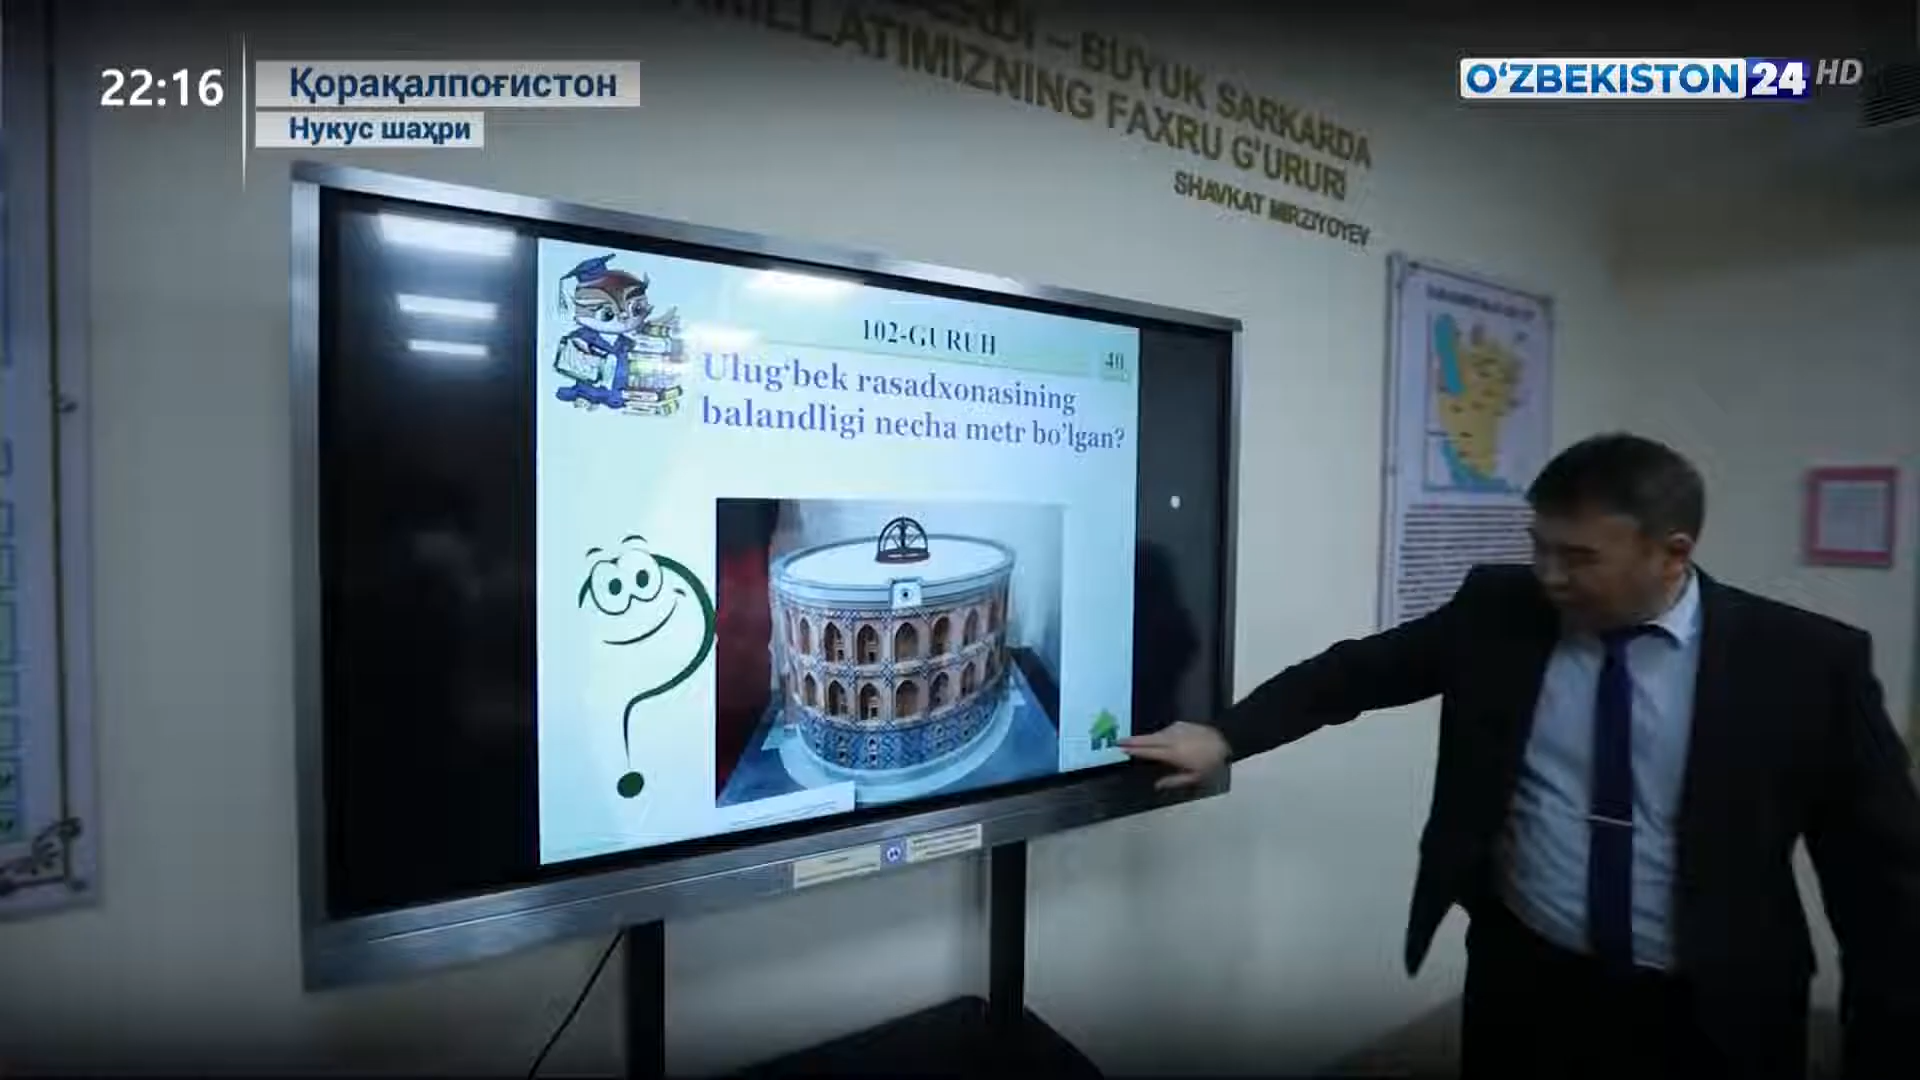 22:16
Қорақалпоғистон
Нукус шаҳри
O‘ZBEKISTON 24 HD
– BUYUK SARKARDA
MILLATIMIZNING FAXRU G‘URURI
SHAVKAT MIRZIYOYEV
102-GURUH
40
Ulug‘bek rasadxonasining
balandligi necha metr bo’lgan?